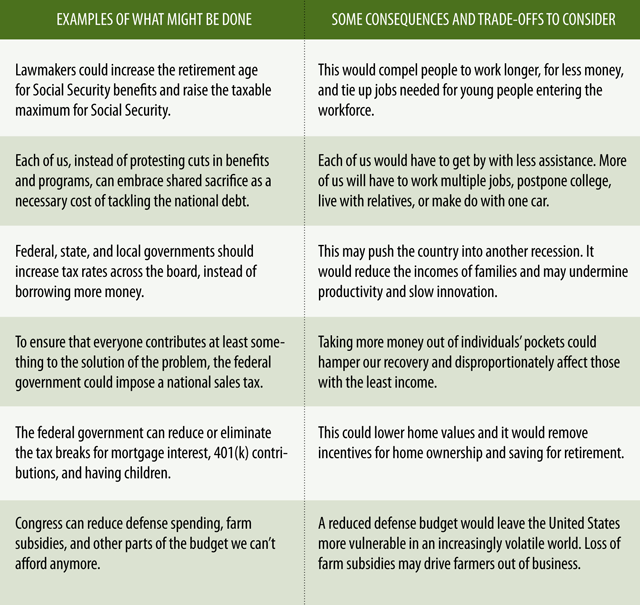 EXAMPLES OF WHAT MIGHT BE DONE
SOME CONSEQUENCES AND TRADE-OFFS TO CONSIDER
Lawmakers could increase the retirement age
for Social Security benefits and raise the taxable
maximum for Social Security.
This would compel people to work longer, for less money,
and tie up jobs needed for young people entering the
workforce.
Each of us, instead of protesting cuts in benefits
and programs, can embrace shared sacrifice as a
necessary cost of tackling the national debt.
Each of us would have to get by with less assistance. More
of us will have to work multiple jobs, postpone college,
live with relatives, or make do with one car.
Federal, state, and local governments should
increase tax rates across the board, instead of
borrowing more money.
This may push the country into another recession. It
would reduce the incomes of families and may undermine
productivity and slow innovation.
To ensure that everyone contributes at least some-
thing to the solution of the problem, the federal
government could impose a national sales tax.
Taking more money out of individuals’ pockets could
hamper our recovery and disproportionately affect those
with the least income.
The federal government can reduce or eliminate
the tax breaks for mortgage interest, 401(k) contri-
butions, and having children.
This could lower home values and it would remove
incentives for home ownership and saving for retirement.
Congress can reduce defense spending, farm
subsidies, and other parts of the budget we can’t
afford anymore.
A reduced defense budget would leave the United States
more vulnerable in an increasingly volatile world. Loss of
farm subsidies may drive farmers out of business.